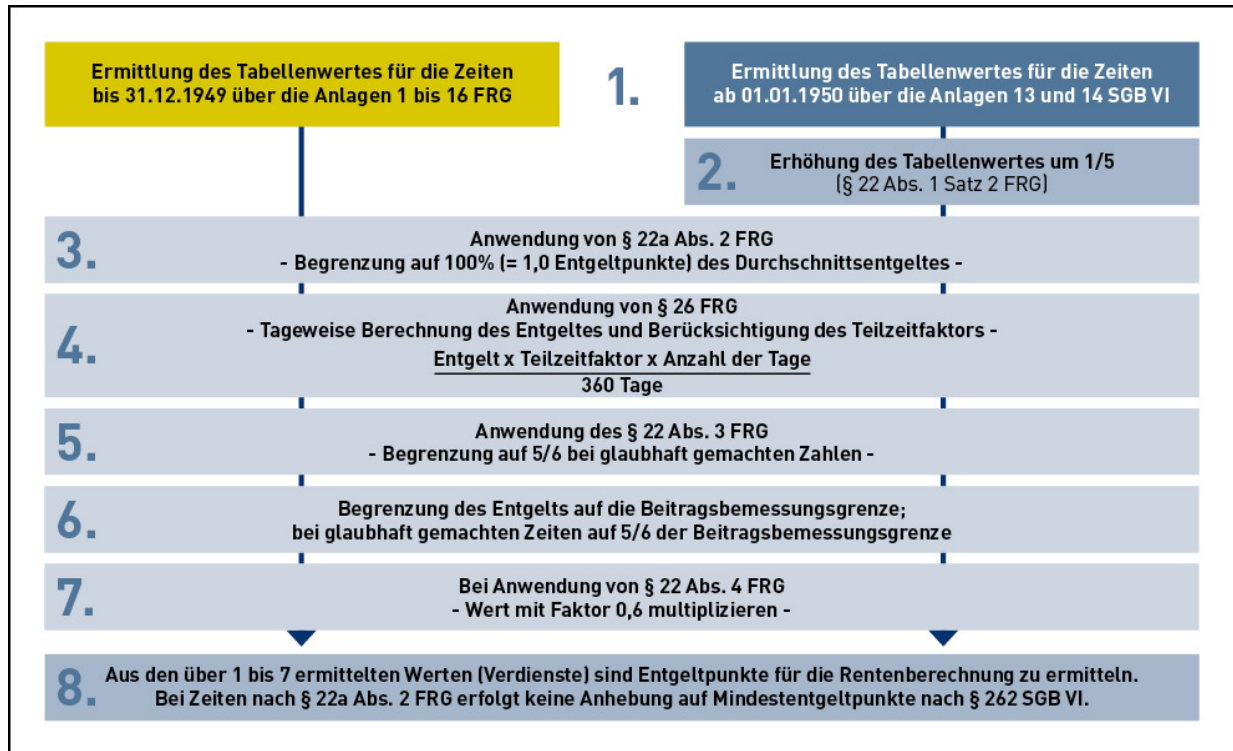 Ermittlung des Tabellenwertes für die Zeiten
bis 31.12.1949 über die Anlagen 1 bis 16 FRG
1.
Ermittlung des Tabellenwertes für die Zeiten
ab 01.01.1950 über die Anlagen 13 und 14 SGB VI
2.
Erhöhung des Tabellenwertes um 1/5
(§ 22 Abs. 1 Satz 2 FRG)
3.
Anwendung von § 22a Abs. 2 FRG
- Begrenzung auf 100% (= 1,0 Entgeltpunkte) des Durchschnittsentgeltes -
4.
Anwendung von § 26 FRG
- Tageweise Berechnung des Entgeltes und Berücksichtigung des Teilzeitfaktors -
Entgelt x Teilzeitfaktor x Anzahl der Tage
360 Tage
5.
Anwendung des § 22 Abs. 3 FRG
- Begrenzung auf 5/6 bei glaubhaft gemachten Zahlen -
6.
Begrenzung des Entgelts auf die Beitragsbemessungsgrenze;
bei glaubhaft gemachten Zeiten auf 5/6 der Beitragsbemessungsgrenze
7.
Bei Anwendung von § 22 Abs. 4 FRG
- Wert mit Faktor 0,6 multiplizieren -
8.
Aus den über 1 bis 7 ermittelten Werten (Verdienste) sind Entgeltpunkte für die Rentenberechnung zu ermitteln.
Bei Zeiten nach § 22a Abs. 2 FRG erfolgt keine Anhebung auf Mindestentgeltpunkte nach § 262 SGB VI.